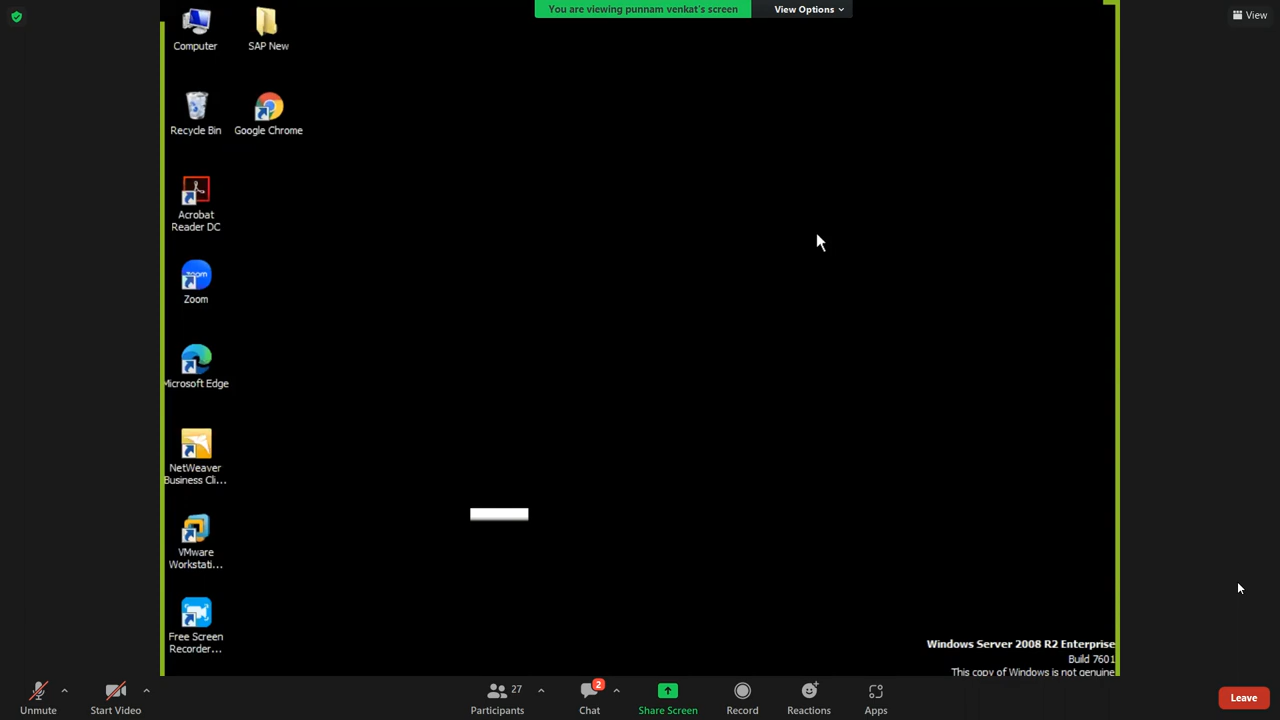 You are viewing punnam venkat's screen
View Options
View
Computer
SAP New
Recycle Bin
Google Chrome
Acrobat
Reader DC
zoom
Zoom
Microsoft Edge
NetWeaver
Business Cli...
VMware
Workstati...
Free Screen
Recorder...
Windows Server 2008 R2 Enterprise
Build 7601
This copy of Windows is not genuine
Unmute
Start Video
27
Participants
2
Chat
Share Screen
Record
Reactions
Apps
Leave